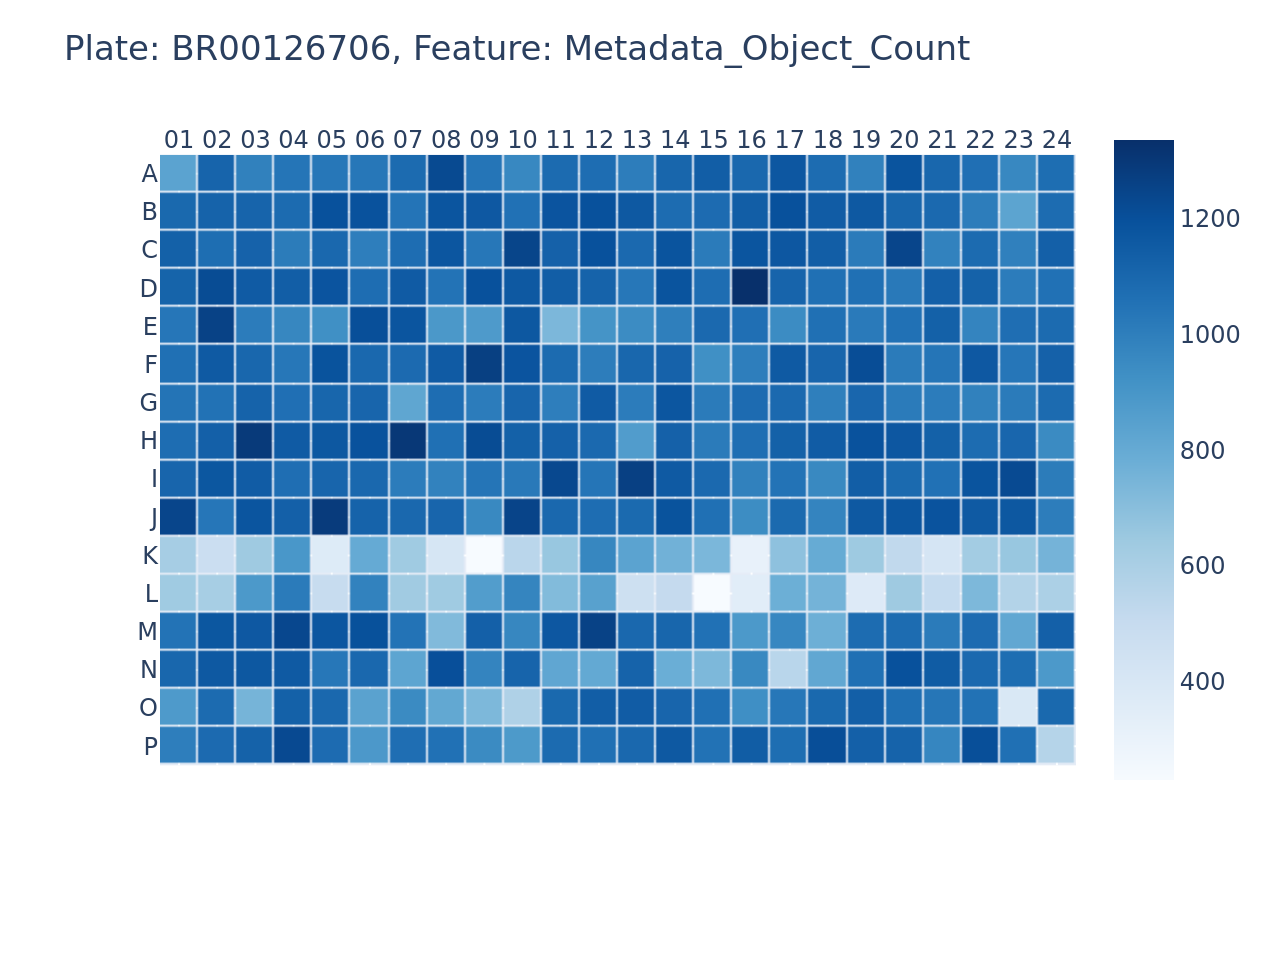 Plate: BR00126706, Feature: Metadata_Object_Count
01 02 03 04 05 06 07 08 09 10 11 12 13 14 15 16 17 18 19 20 21 22 23 24
A
B
C
D
E
F
G
H
I
J
K
L
M
N
O
P
1200
1000
800
600
400